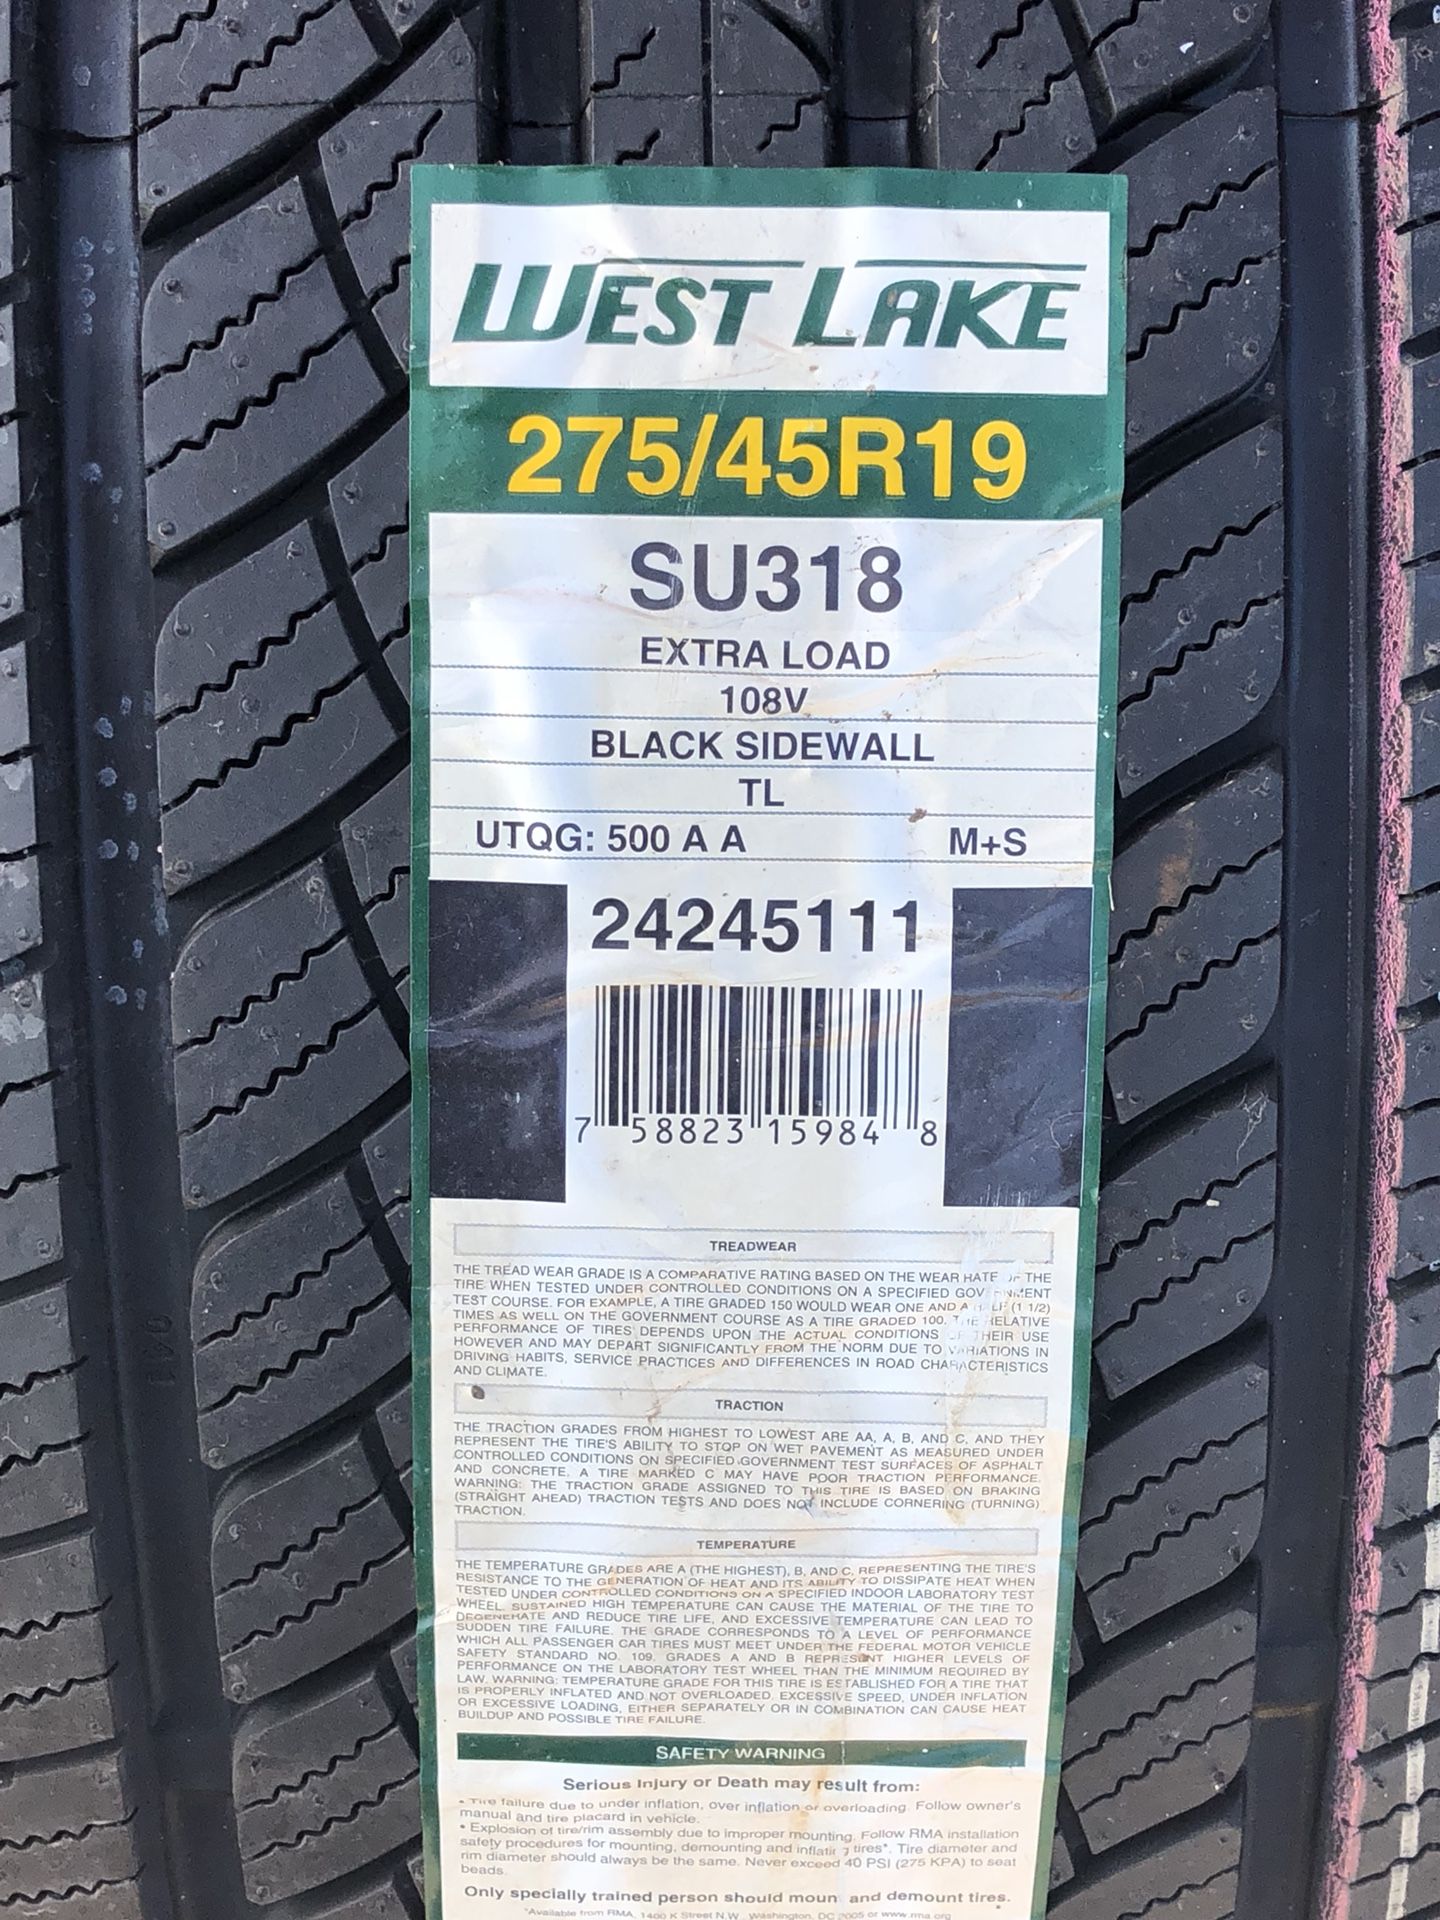 WEST LAKE
275/45R19
SU318
EXTRA LOAD
108V
BLACK SIDEWALL
TL
UTQG: 500 A A M+S
24245111
7 58823 15984 8
TREADWEAR
THE TREAD WEAR GRADE IS A COMPARATIVE RATING BASED ON THE WEAR RATE OF THE
TIRE WHEN TESTED UNDER CONTROLLED CONDITIONS ON A SPECIFIED GOVERNMENT
TEST COURSE. FOR EXAMPLE, A TIRE GRADED 150 WOULD WEAR ONE AND A HALF (1 1/2)
TIMES AS WELL ON THE GOVERNMENT COURSE AS A TIRE GRADED 100. THE RELATIVE
PERFORMANCE OF TIRES DEPENDS UPON THE ACTUAL CONDITIONS OF THEIR USE
HOWEVER AND MAY DEPART SIGNIFICANTLY FROM THE NORM DUE TO VARIATIONS IN
DRIVING HABITS, SERVICE PRACTICES AND DIFFERENCES IN ROAD CHARACTERISTICS
AND CLIMATE.
TRACTION
THE TRACTION GRADES FROM HIGHEST TO LOWEST ARE AA, A, B, AND C, AND THEY
REPRESENT THE TIRE'S ABILITY TO STOP ON WET PAVEMENT AS MEASURED UNDER
CONTROLLED CONDITIONS ON SPECIFIED GOVERNMENT TEST SURFACES OF ASPHALT
AND CONCRETE. A TIRE MARKED C MAY HAVE POOR TRACTION PERFORMANCE.
WARNING: THE TRACTION GRADE ASSIGNED TO THIS TIRE IS BASED ON BRAKING
(STRAIGHT AHEAD) TRACTION TESTS AND DOES NOT INCLUDE CORNERING (TURNING)
TRACTION.
TEMPERATURE
THE TEMPERATURE GRADES ARE A (THE HIGHEST), B, AND C, REPRESENTING THE TIRE'S
RESISTANCE TO THE GENERATION OF HEAT AND ITS ABILITY TO DISSIPATE HEAT WHEN
TESTED UNDER CONTROLLED CONDITIONS ON A SPECIFIED INDOOR LABORATORY TEST
WHEEL. SUSTAINED HIGH TEMPERATURE CAN CAUSE THE MATERIAL OF THE TIRE TO
DEGENERATE AND REDUCE TIRE LIFE, AND EXCESSIVE TEMPERATURE CAN LEAD TO
SUDDEN TIRE FAILURE. THE GRADE CORRESPONDS TO A LEVEL OF PERFORMANCE
WHICH ALL PASSENGER CAR TIRES MUST MEET UNDER THE FEDERAL MOTOR VEHICLE
SAFETY STANDARD NO. 109. GRADES A AND B REPRESENT HIGHER LEVELS OF
PERFORMANCE ON THE LABORATORY TEST WHEEL THAN THE MINIMUM REQUIRED BY
LAW. WARNING: TEMPERATURE GRADE FOR THIS TIRE IS ESTABLISHED FOR A TIRE THAT
IS PROPERLY INFLATED AND NOT OVERLOADED. EXCESSIVE SPEED, UNDER INFLATION
OR EXCESSIVE LOADING, EITHER SEPARATELY OR IN COMBINATION CAN CAUSE HEAT
BUILDUP AND POSSIBLE TIRE FAILURE.
SAFETY WARNING
Serious Injury or Death may result from:
• Tire failure due to under inflation, over inflation or overloading. Follow owner's
manual and tire placard in vehicle.
• Explosion of tire/rim assembly due to improper mounting. Follow RMA installation
safety procedures for mounting, demounting and inflating tires*. Tire diameter and
rim diameter should always be the same. Never exceed 40 PSI (275 KPA) to seat
beads.
Only specially trained person should moun and demount tires.
*Available from RMA, 1400 K Street N.W., Washington, DC 2005 or www.rma.org